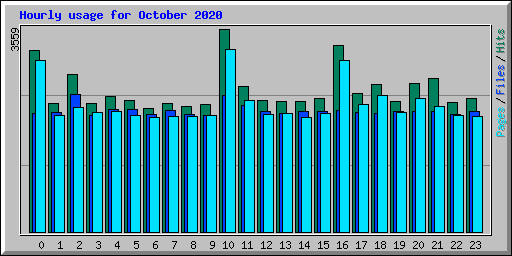 Hourly usage for October 2020
3559
Pages/Files/Hits
0 1 2 3 4 5 6 7 8 9 10 11 12 13 14 15 16 17 18 19 20 21 22 23